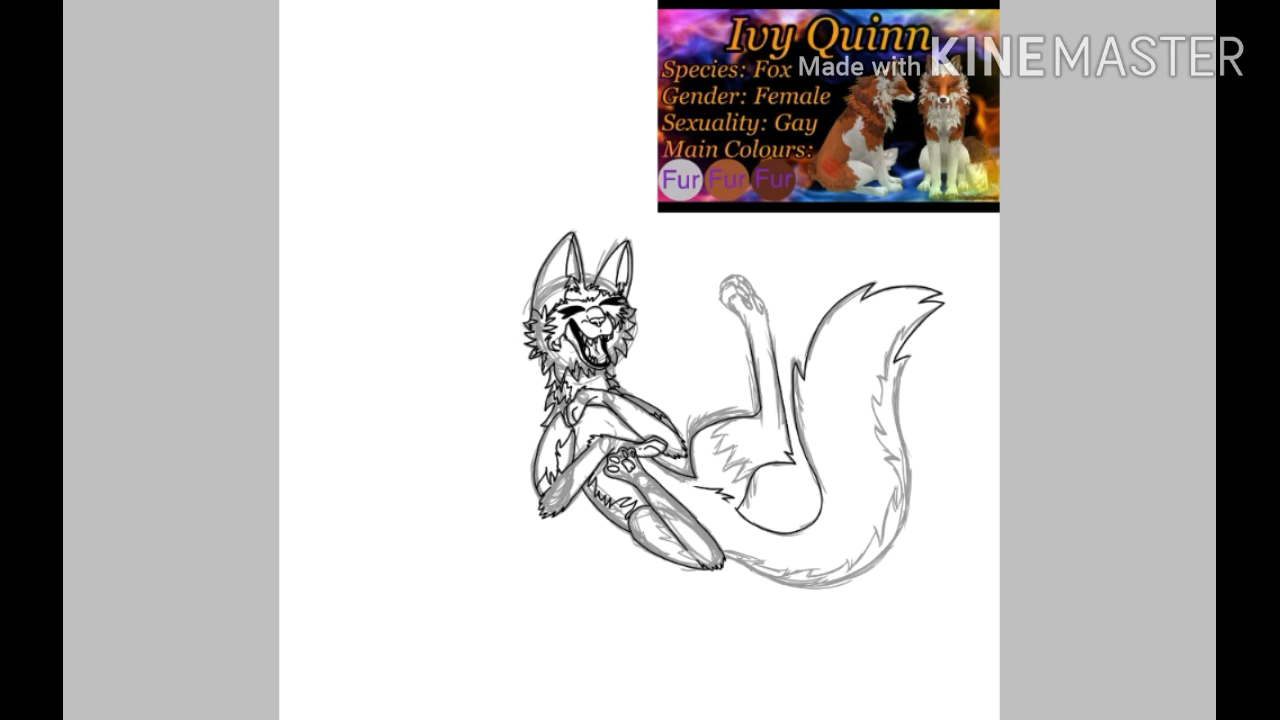 Ivy Quinn
Species: Fox
Made with KINEMASTER
Gender: Female
Sexuality: Gay
Main Colours:
Fur Fur Fur